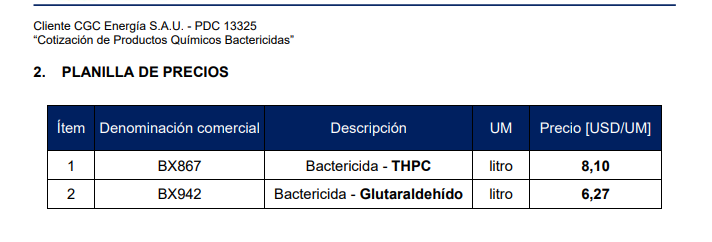 Cliente CGC Energía S.A.U. - PDC 13325
“Cotización de Productos Químicos Bactericidas”
2. PLANILLA DE PRECIOS
Ítem Denominación comercial Descripción UM Precio [USD/UM]
1 BX867 Bactericida - THPC litro 8,10
2 BX942 Bactericida - Glutaraldehído litro 6,27